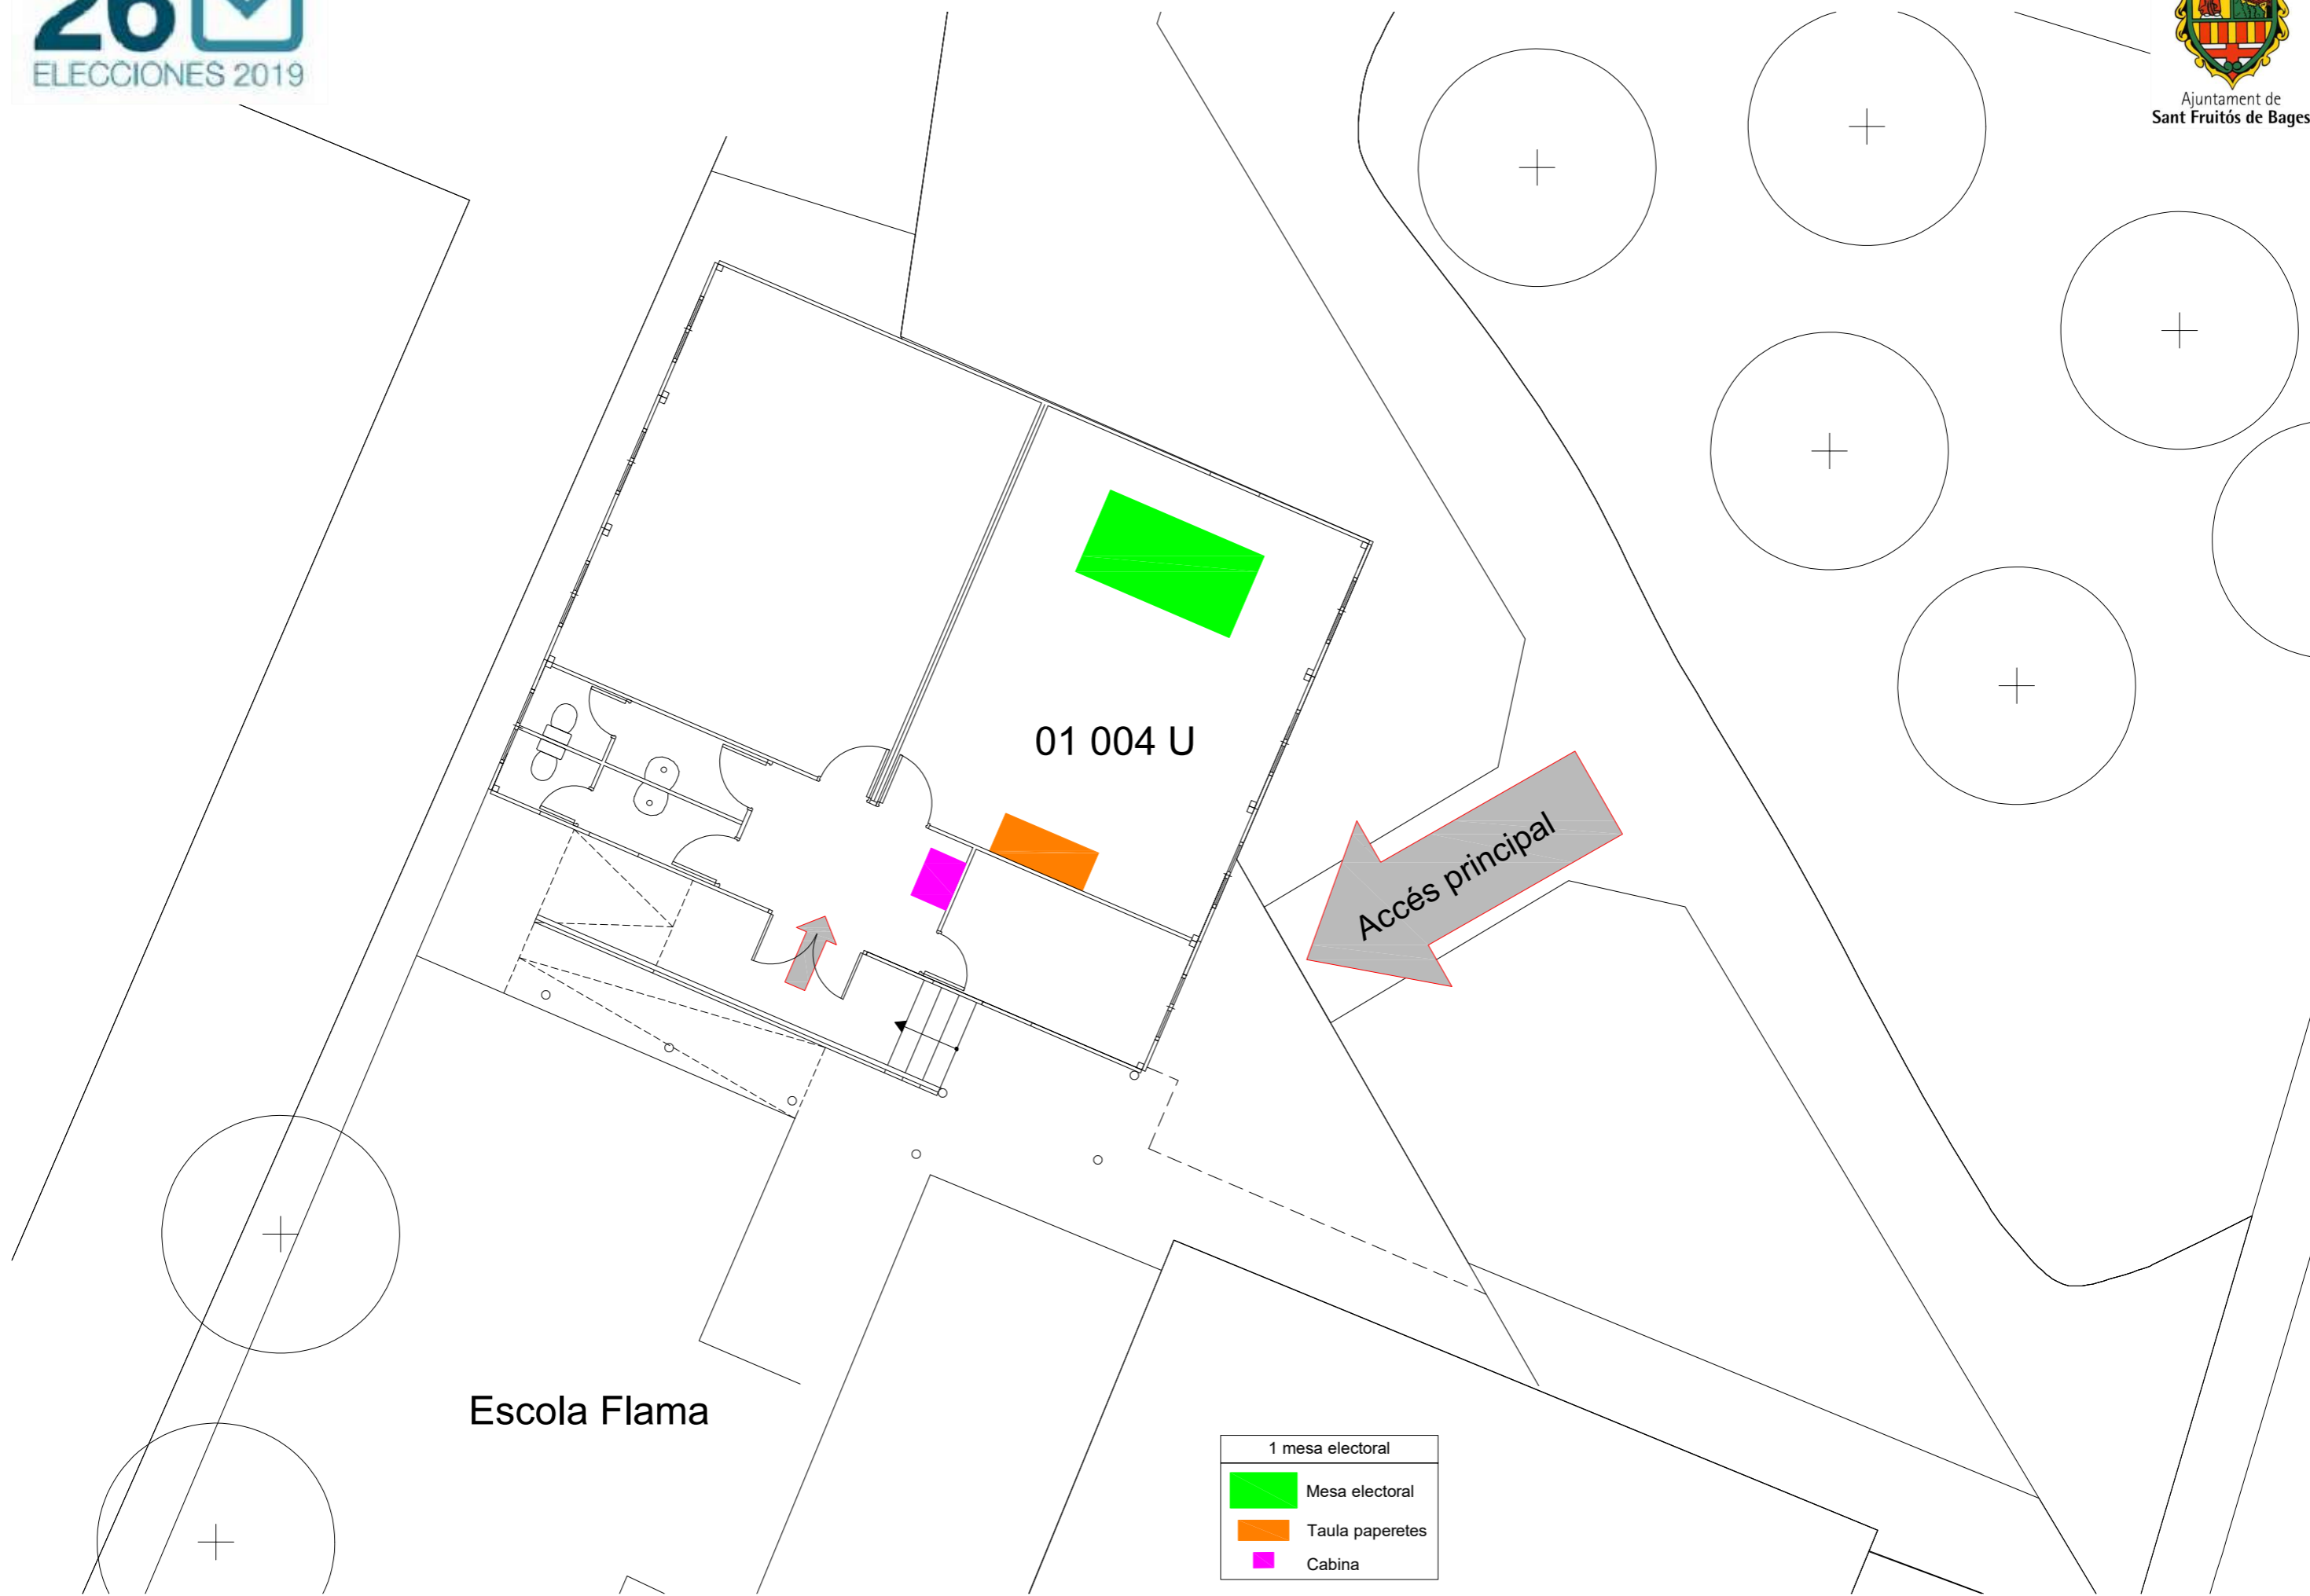 26
ELECCIONES 2019
Ajuntament de
Sant Fruitós de Bages
01 004 U
Accés principal
Escola Flama
1 mesa electoral
Mesa electoral
Taula paperetes
Cabina